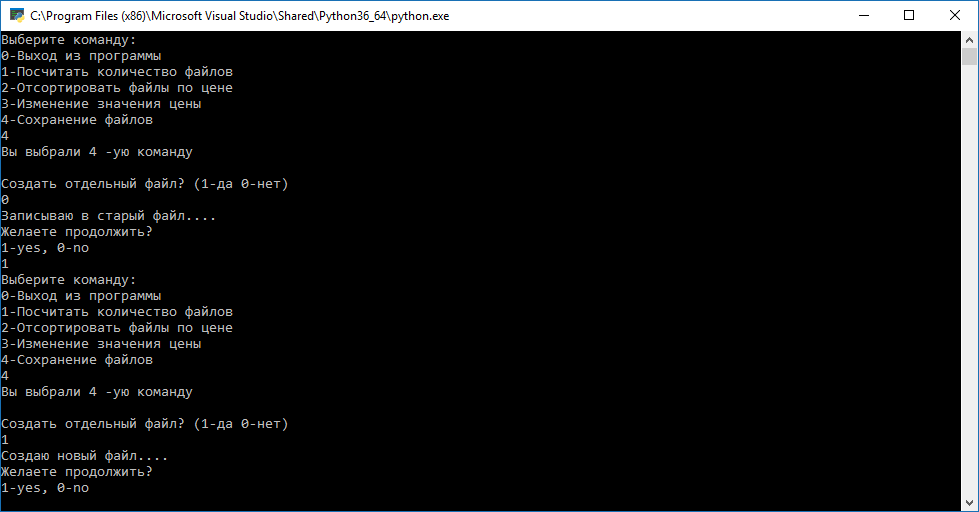 C:\Program Files (x86)\Microsoft Visual Studio\Shared\Python36_64\python.exe
Выберите команду:
0-Выход из программы
1-Посчитать количество файлов
2-Отсортировать файлы по цене
3-Изменение значения цены
4-Сохранение файлов
4
Вы выбрали 4 -ую команду
Создать отдельный файл? (1-да 0-нет)
0
Записываю в старый файл....
Желаете продолжить?
1-yes, 0-no
1
Выберите команду:
0-Выход из программы
1-Посчитать количество файлов
2-Отсортировать файлы по цене
3-Изменение значения цены
4-Сохранение файлов
4
Вы выбрали 4 -ую команду
Создать отдельный файл? (1-да 0-нет)
1
Создаю новый файл....
Желаете продолжить?
1-yes, 0-no